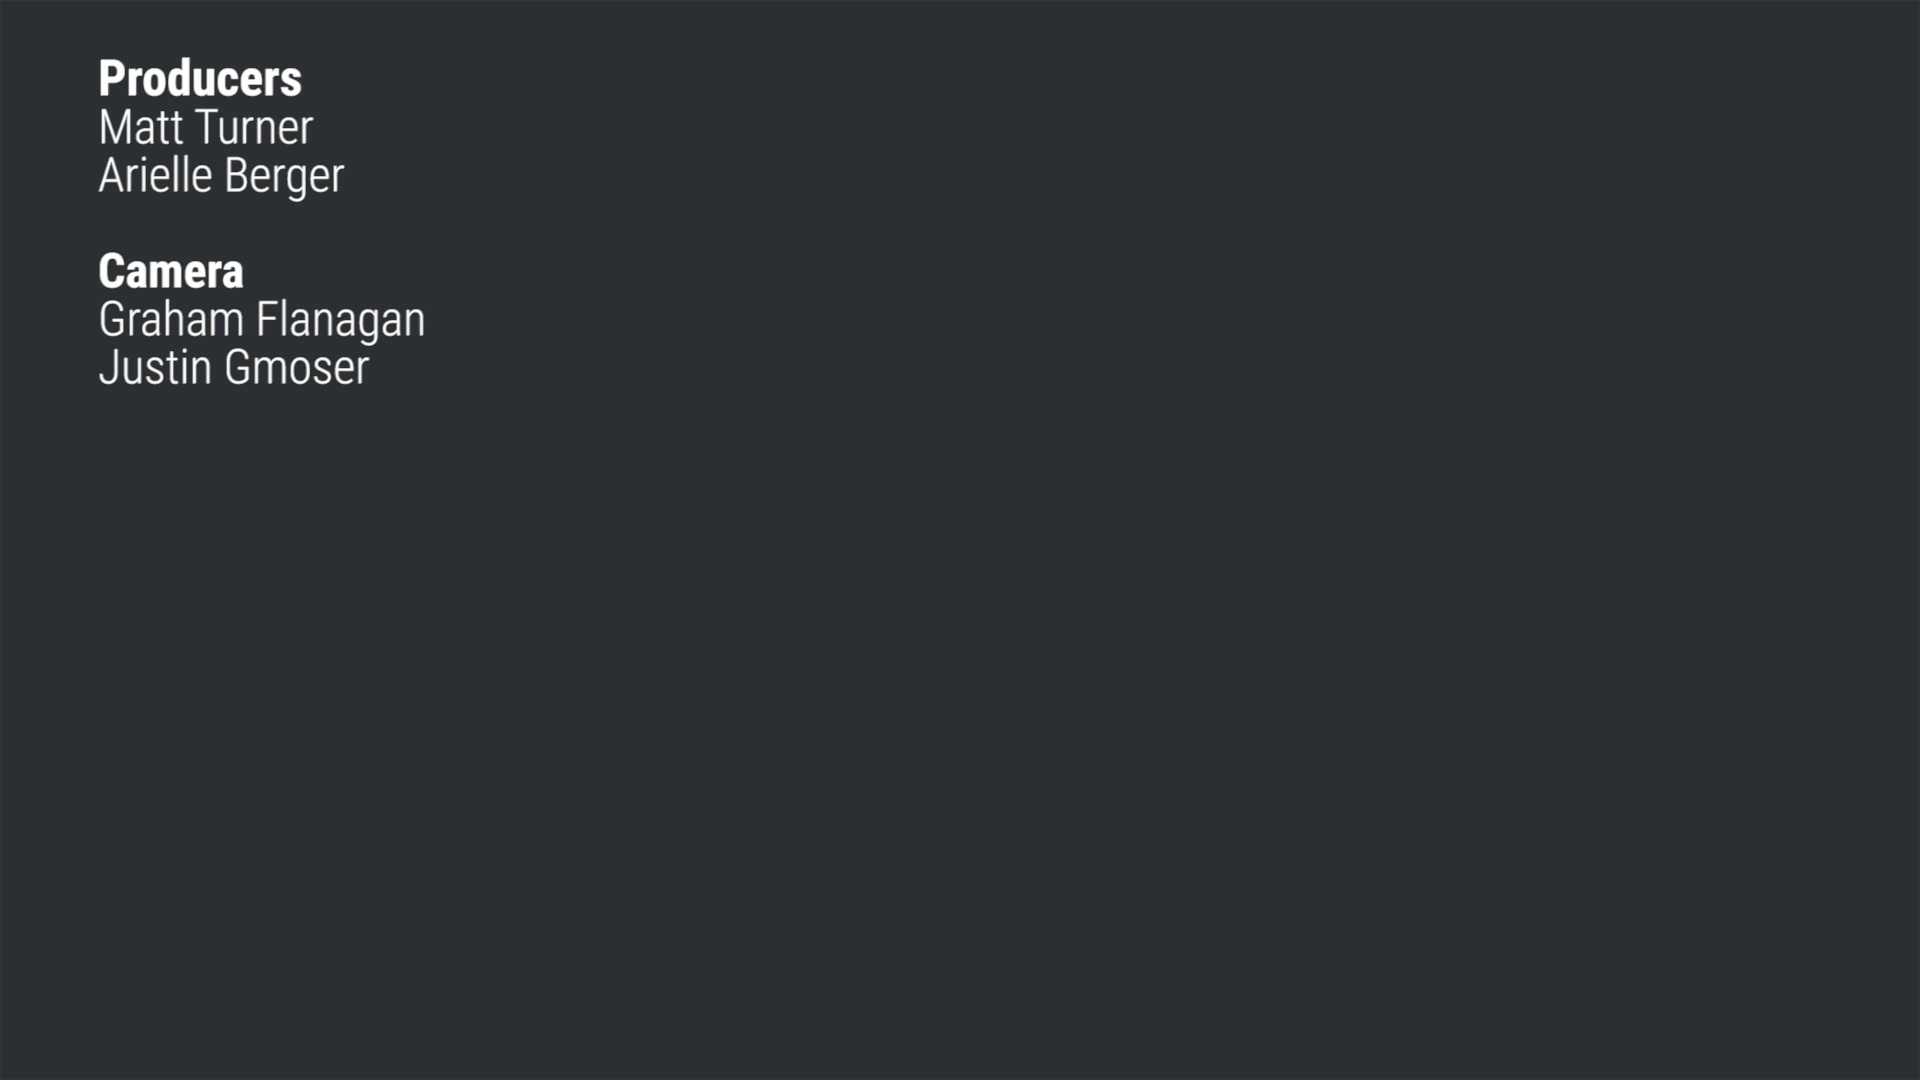 Producers
Matt Turner
Arielle Berger
Camera
Graham Flanagan
Justin Gmoser